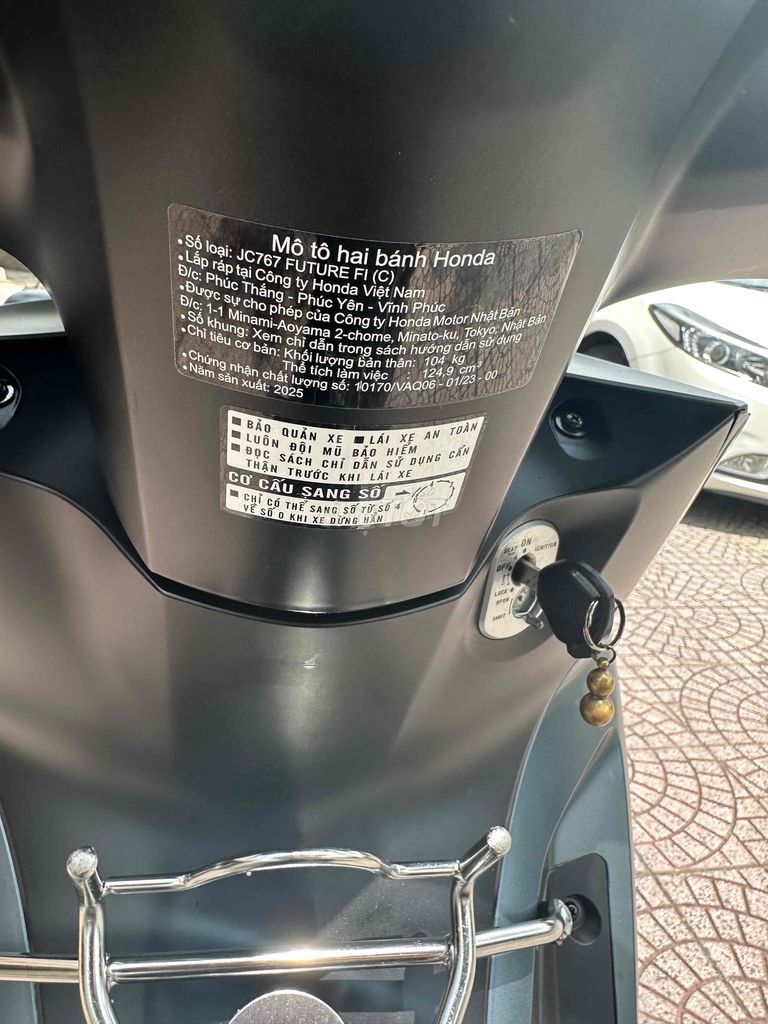 Mô tô hai bánh Honda
• Số loại: JC767 FUTURE FI (C)
• Lắp ráp tại Công ty Honda Việt Nam
Đ/c: Phúc Thắng - Phúc Yên - Vĩnh Phúc
• Được sự cho phép của Công ty Honda Motor Nhật Bản
Đ/c: 1-1 Minami-Aoyama 2-chome, Minato-ku, Tokyo, Nhật Bản
• Số khung: Xem chỉ dẫn trong sách hướng dẫn sử dụng
• Chỉ tiêu cơ bản: Khối lượng bản thân: 104 kg
Thể tích làm việc 124,9 cm³
• Chứng nhận chất lượng số: 10170/VAQ06 - 01/23 - 00
• Năm sản xuất: 2025
■ BẢO QUẢN XE ■ LÁI XE AN TOÀN
■ LUÔN ĐỘI MŨ BẢO HIỂM
■ ĐỌC SÁCH CHỈ DẪN SỬ DỤNG CẨN
THẬN TRƯỚC KHI LÁI XE
CƠ CẤU SANG SỐ
■ CHỈ CÓ THỂ SANG SỐ TỪ SỐ 4
VỀ SỐ 0 KHI XE DỪNG HẲN
ON
SEAT IGNITION
OFF
LOCK
OPEN
SHUT